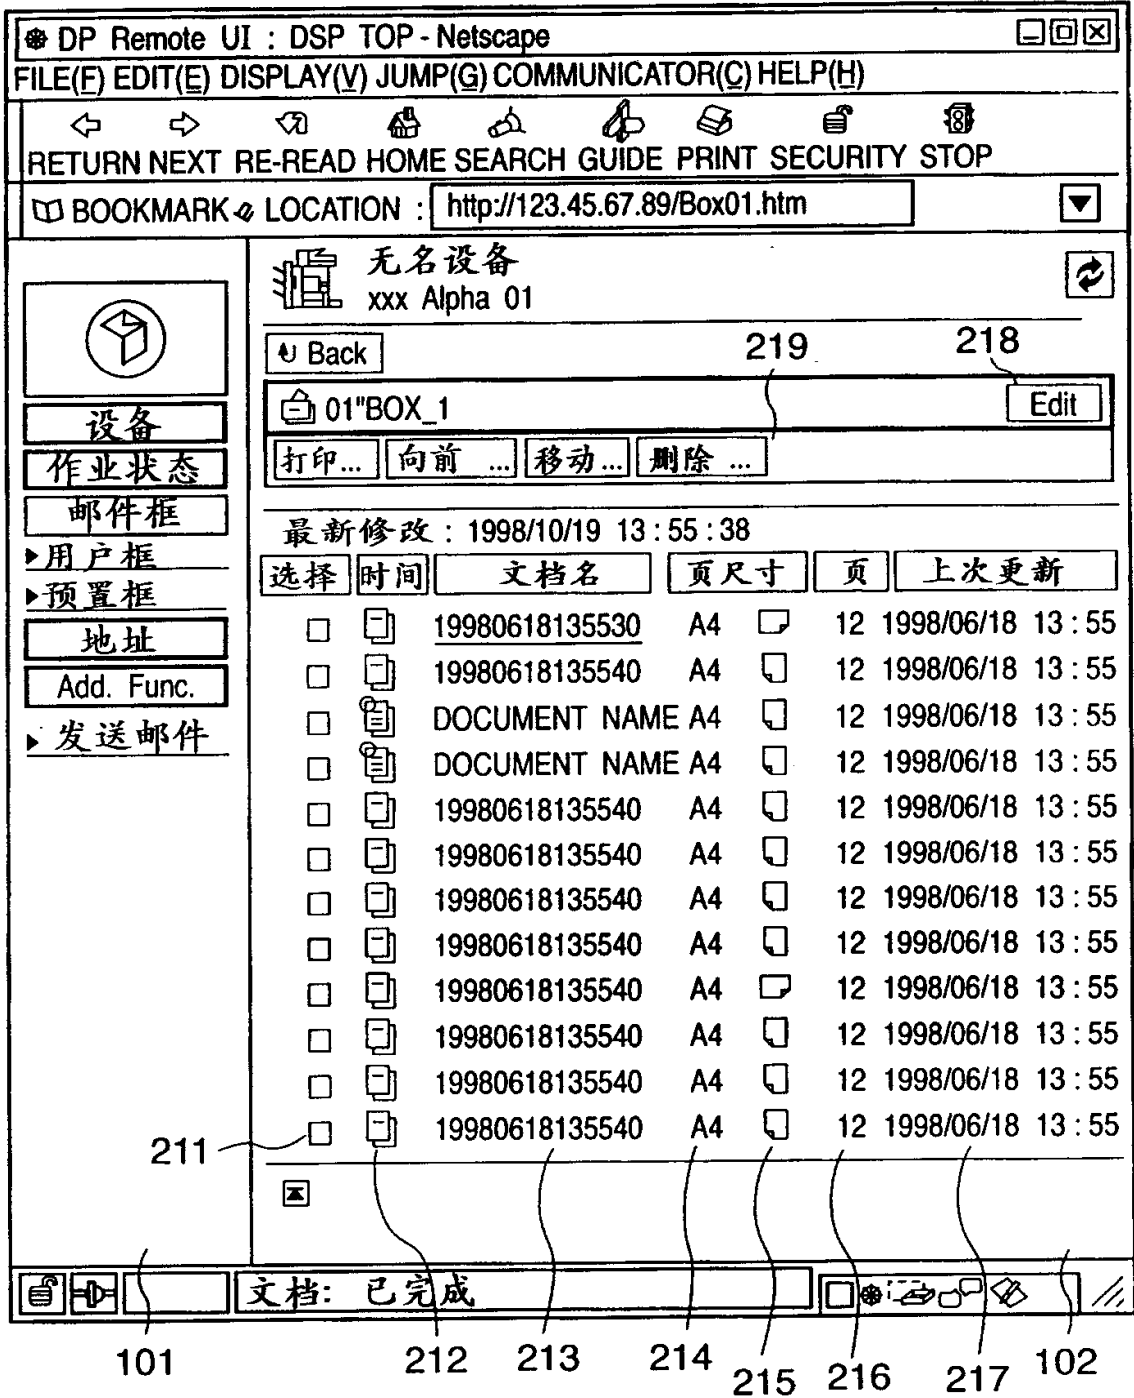 DP Remote UI : DSP TOP - Netscape
FILE(F) EDIT(E) DISPLAY(V) JUMP(G) COMMUNICATOR(C) HELP(H)
RETURN NEXT RE-READ HOME SEARCH GUIDE PRINT SECURITY STOP
BOOKMARK LOCATION : http://123.45.67.89/Box01.htm
无名设备
xxx Alpha 01
Back
219
218
01"BOX_1
Edit
打印... 向前 ... 移动... 删除 ...
设备
作业状态
邮件框
用户框
预置框
地址
Add. Func.
发送邮件
最新修改 : 1998/10/19 13 : 55 : 38
选择 时间 文档名 页尺寸 页 上次更新
19980618135530 A4 12 1998/06/18 13 : 55
19980618135540 A4 12 1998/06/18 13 : 55
DOCUMENT NAME A4 12 1998/06/18 13 : 55
DOCUMENT NAME A4 12 1998/06/18 13 : 55
19980618135540 A4 12 1998/06/18 13 : 55
19980618135540 A4 12 1998/06/18 13 : 55
19980618135540 A4 12 1998/06/18 13 : 55
19980618135540 A4 12 1998/06/18 13 : 55
19980618135540 A4 12 1998/06/18 13 : 55
19980618135540 A4 12 1998/06/18 13 : 55
19980618135540 A4 12 1998/06/18 13 : 55
19980618135540 A4 12 1998/06/18 13 : 55
211
文档: 已完成
101 212 213 214 215 216 217 102